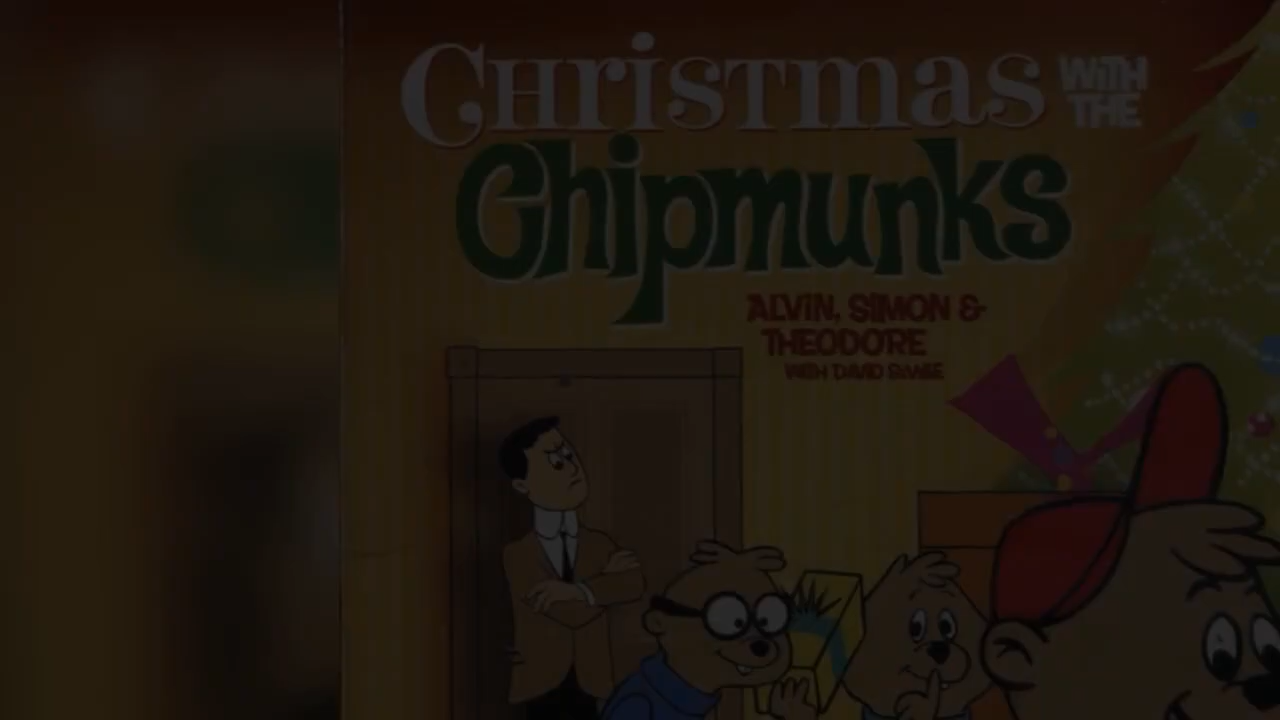 CHristmas WiTH THE
Chipmunks
ALVIN, SIMON &
THEODORE
WITH DAVID SEVILLE